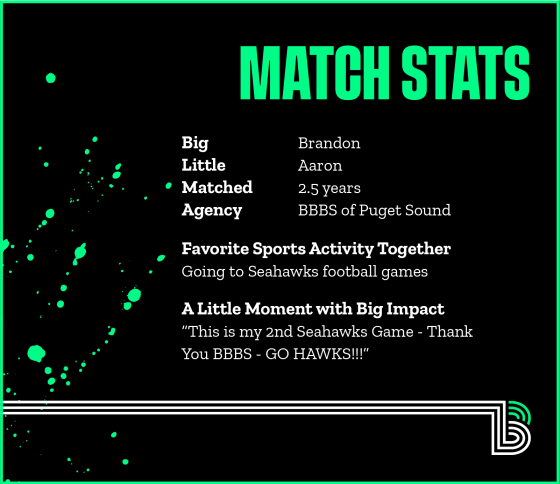 MATCH STATS
Big Brandon
Little Aaron
Matched 2.5 years
Agency BBBS of Puget Sound
Favorite Sports Activity Together
Going to Seahawks football games
A Little Moment with Big Impact
“This is my 2nd Seahawks Game - Thank
You BBBS - GO HAWKS!!!”